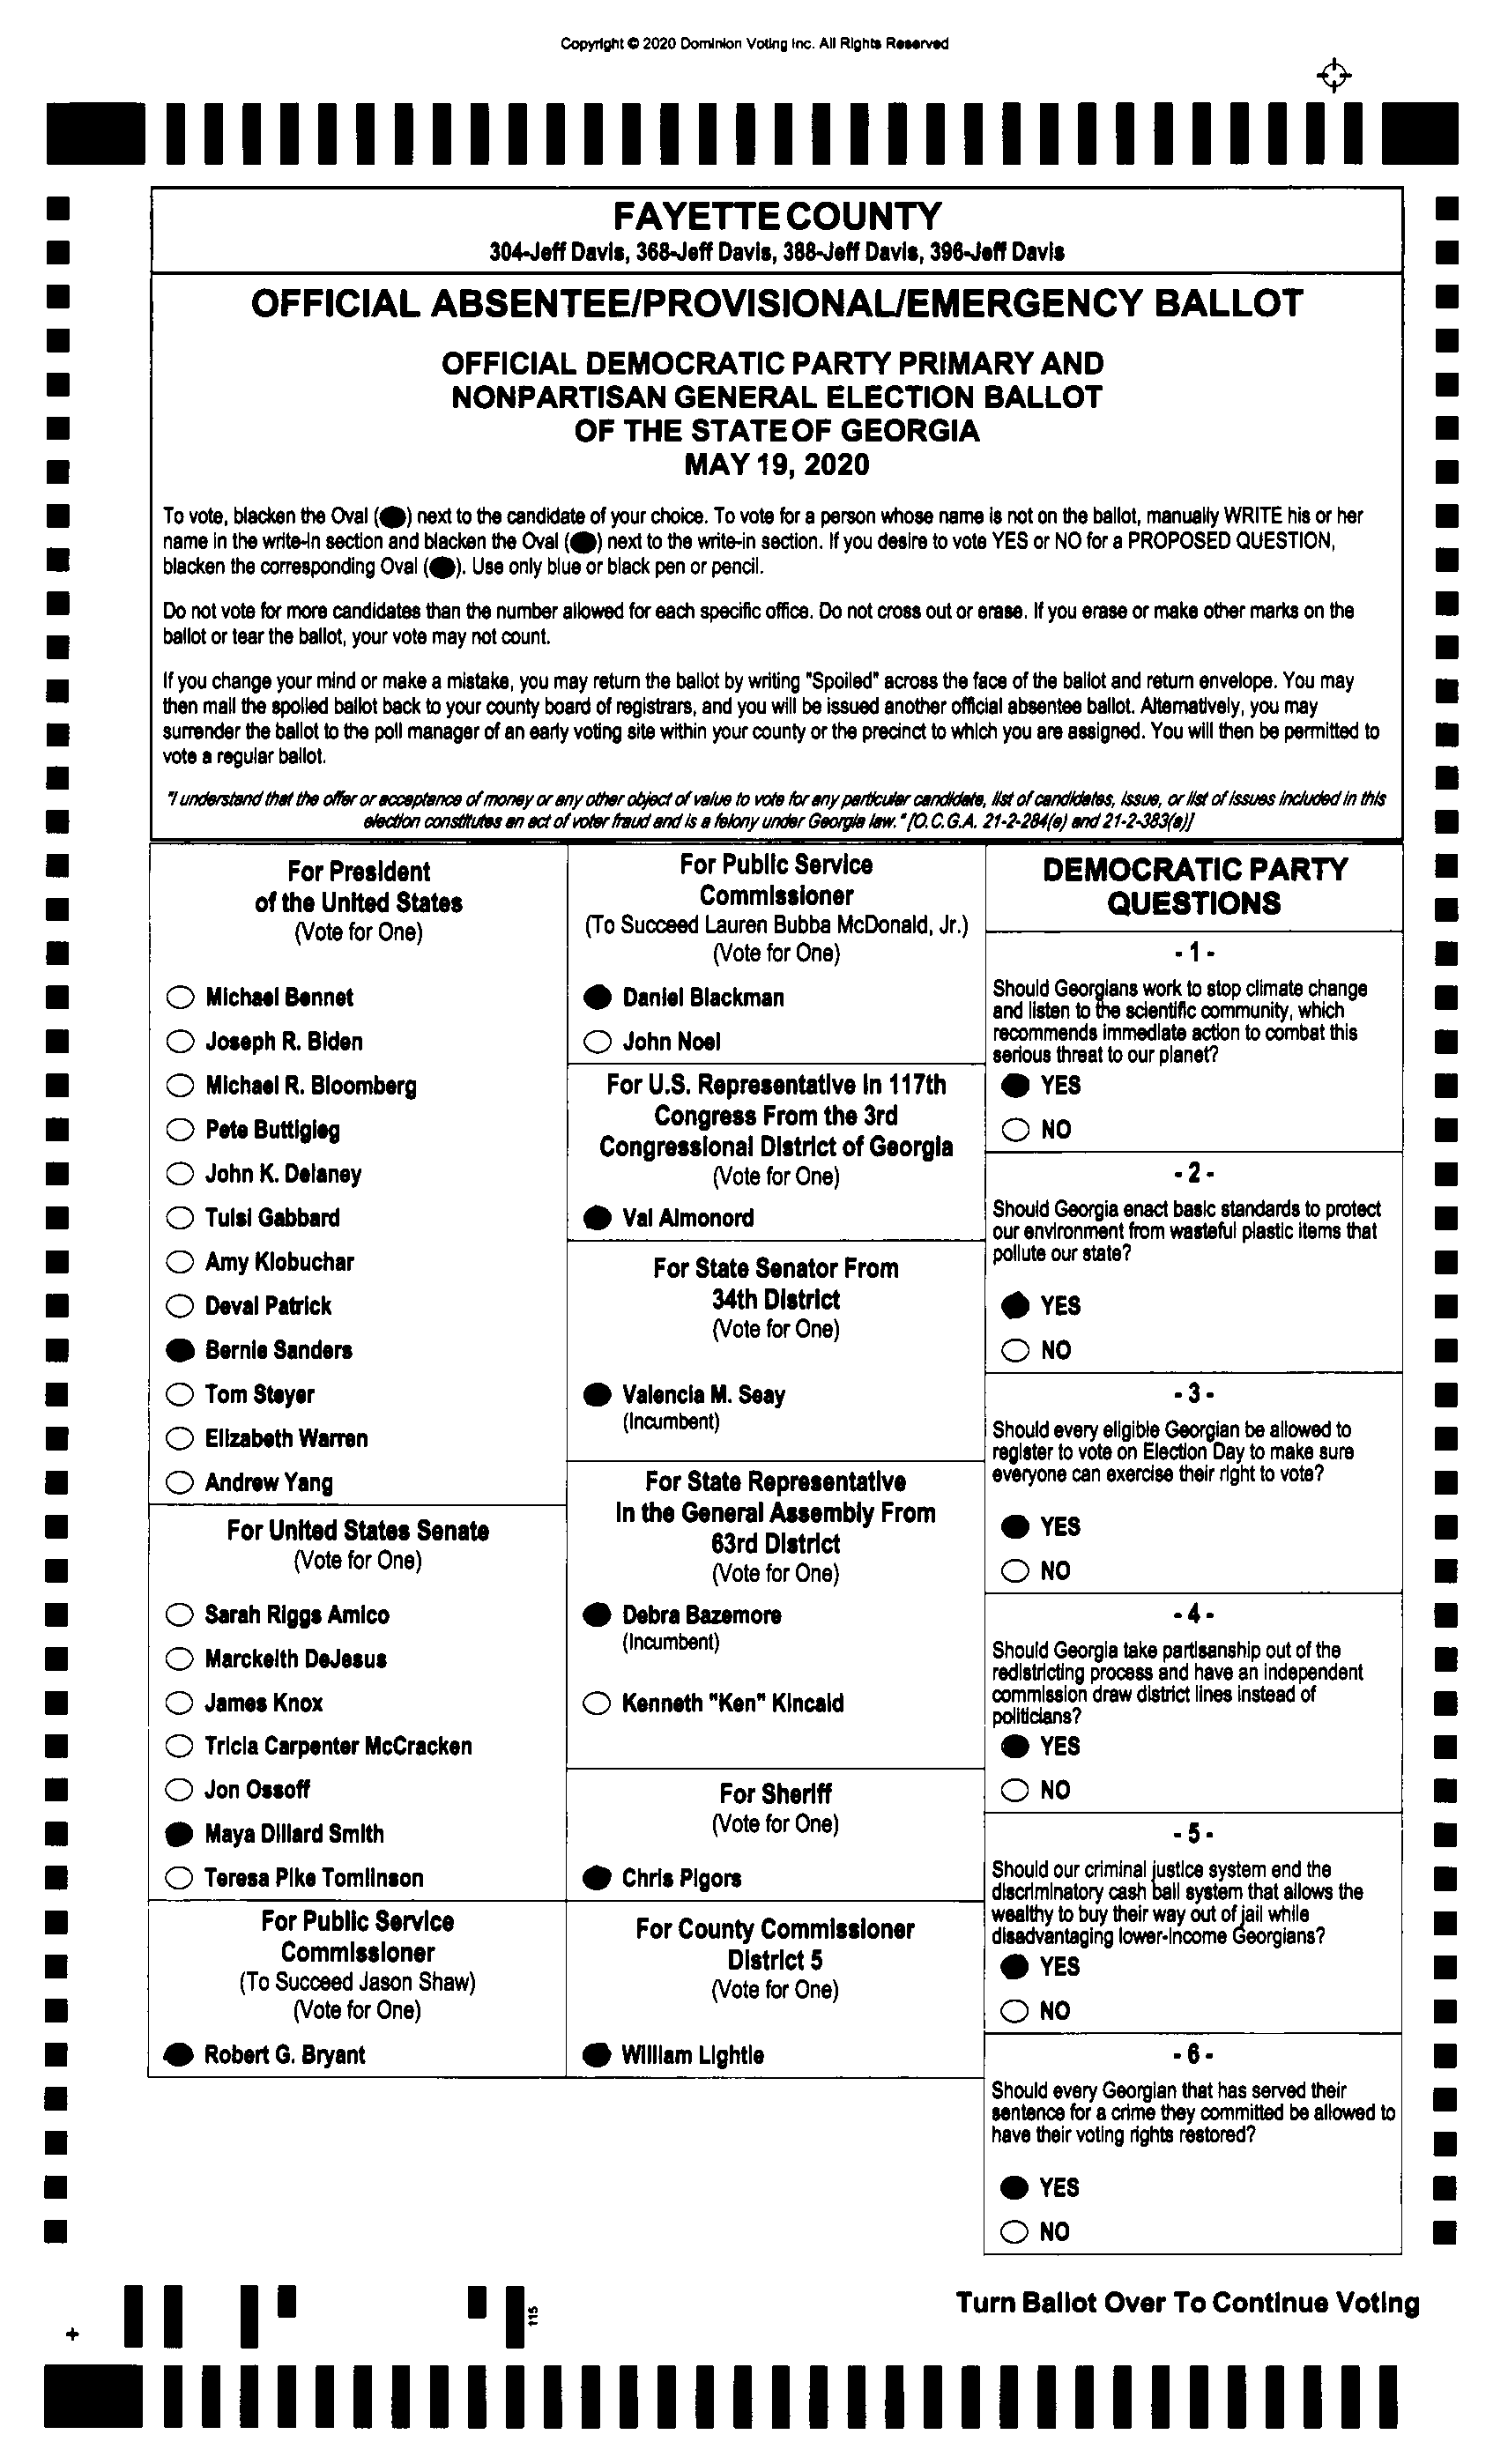 Copyright © 2020 Dominion Voting Inc. All Rights Reserved
FAYETTE COUNTY
304-Jeff Davis, 368-Jeff Davis, 388-Jeff Davis, 396-Jeff Davis
OFFICIAL ABSENTEE/PROVISIONAL/EMERGENCY BALLOT
OFFICIAL DEMOCRATIC PARTY PRIMARY AND
NONPARTISAN GENERAL ELECTION BALLOT
OF THE STATE OF GEORGIA
MAY 19, 2020
To vote, blacken the Oval () next to the candidate of your choice. To vote for a person whose name is not on the ballot, manually WRITE his or her
name in the write-in section and blacken the Oval () next to the write-in section. If you desire to vote YES or NO for a PROPOSED QUESTION,
blacken the corresponding Oval (). Use only blue or black pen or pencil.
Do not vote for more candidates than the number allowed for each specific office. Do not cross out or erase. If you erase or make other marks on the
ballot or tear the ballot, your vote may not count.
If you change your mind or make a mistake, you may return the ballot by writing "Spoiled" across the face of the ballot and return envelope. You may
then mail the spoiled ballot back to your county board of registrars, and you will be issued another official absentee ballot. Alternatively, you may
surrender the ballot to the poll manager of an early voting site within your county or the precinct to which you are assigned. You will then be permitted to
vote a regular ballot.
"I understand that the offer or acceptance of money or any other object of value to vote for any particular candidate, list of candidates, issue, or list of issues included in this
election constitutes an act of voter fraud and is a felony under Georgia law." [O.C.G.A. 21-2-284(e) and 21-2-383(a)]
For President
of the United States
(Vote for One)
Michael Bennet
Joseph R. Biden
Michael R. Bloomberg
Pete Buttigieg
John K. Delaney
Tulsi Gabbard
Amy Klobuchar
Deval Patrick
Bernie Sanders
Tom Steyer
Elizabeth Warren
Andrew Yang
For United States Senate
(Vote for One)
Sarah Riggs Amico
Marckeith DeJesus
James Knox
Tricia Carpenter McCracken
Jon Ossoff
Maya Dillard Smith
Teresa Pike Tomlinson
For Public Service
Commissioner
(To Succeed Jason Shaw)
(Vote for One)
Robert G. Bryant
For Public Service
Commissioner
(To Succeed Lauren Bubba McDonald, Jr.)
(Vote for One)
Daniel Blackman
John Noel
For U.S. Representative in 117th
Congress From the 3rd
Congressional District of Georgia
(Vote for One)
Val Almonord
For State Senator From
34th District
(Vote for One)
Valencia M. Seay
(Incumbent)
For State Representative
In the General Assembly From
63rd District
(Vote for One)
Debra Bazemore
(Incumbent)
Kenneth "Ken" Kincaid
For Sheriff
(Vote for One)
Chris Pigors
For County Commissioner
District 5
(Vote for One)
William Lightle
DEMOCRATIC PARTY
QUESTIONS
- 1 -
Should Georgians work to stop climate change
and listen to the scientific community, which
recommends immediate action to combat this
serious threat to our planet?
YES
NO
- 2 -
Should Georgia enact basic standards to protect
our environment from wasteful plastic items that
pollute our state?
YES
NO
- 3 -
Should every eligible Georgian be allowed to
register to vote on Election Day to make sure
everyone can exercise their right to vote?
YES
NO
- 4 -
Should Georgia take partisanship out of the
redistricting process and have an independent
commission draw district lines instead of
politicians?
YES
NO
- 5 -
Should our criminal justice system end the
discriminatory cash bail system that allows the
wealthy to buy their way out of jail while
disadvantaging lower-income Georgians?
YES
NO
- 6 -
Should every Georgian that has served their
sentence for a crime they committed be allowed to
have their voting rights restored?
YES
NO
Turn Ballot Over To Continue Voting
115